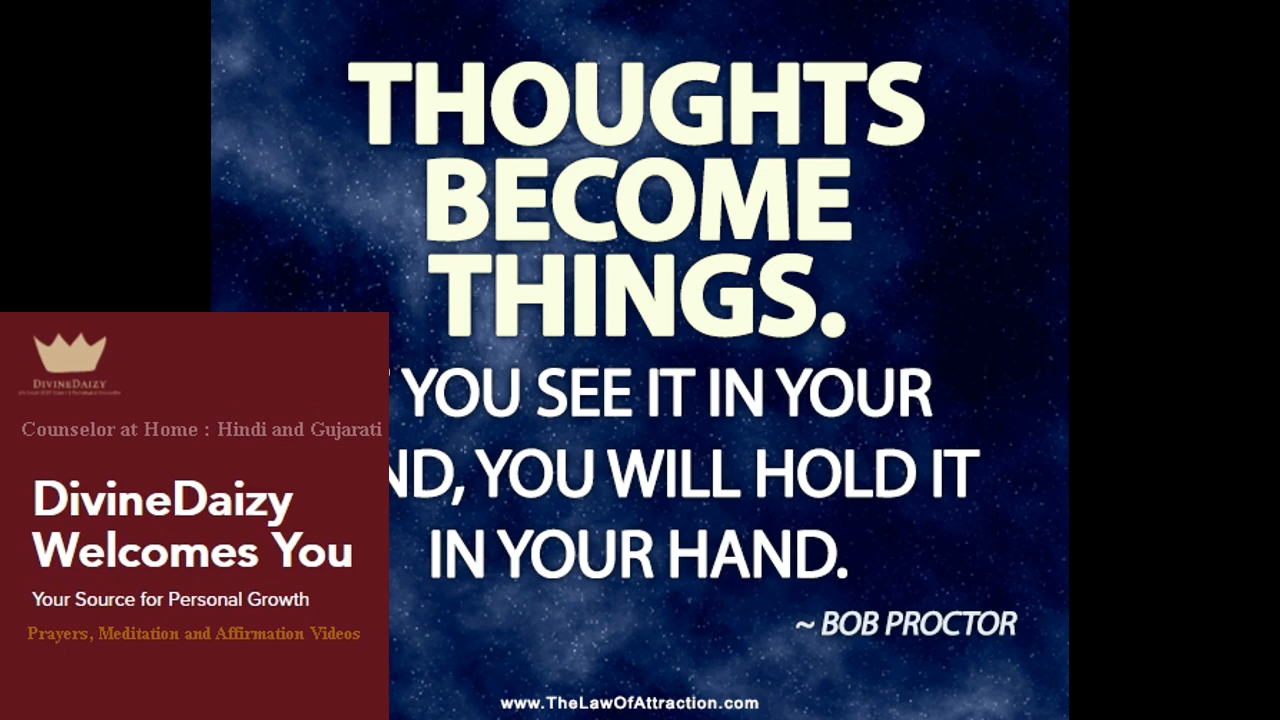 THOUGHTS
BECOME
THINGS.
YOU SEE IT IN YOUR
ND, YOU WILL HOLD IT
IN YOUR HAND.
~ BOB PROCTOR
www.TheLawOfAttraction.com
DIVINEDAIZY
Counselor at Home : Hindi and Gujarati
DivineDaizy
Welcomes You
Your Source for Personal Growth
Prayers, Meditation and Affirmation Videos